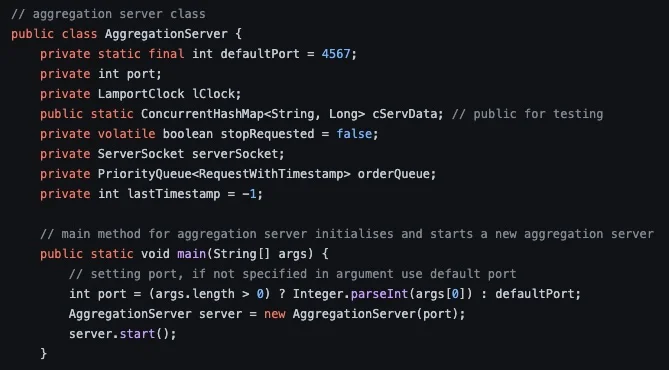 // aggregation server class
public class AggregationServer {
    private static final int defaultPort = 4567;
    private int port;
    private LamportClock lClock;
    public static ConcurrentHashMap<String, Long> cServData; // public for testing
    private volatile boolean stopRequested = false;
    private ServerSocket serverSocket;
    private PriorityQueue<RequestWithTimestamp> orderQueue;
    private int lastTimestamp = -1;

    // main method for aggregation server initialises and starts a new aggregation server
    public static void main(String[] args) {
        // setting port, if not specified in argument use default port
        int port = (args.length > 0) ? Integer.parseInt(args[0]) : defaultPort;
        AggregationServer server = new AggregationServer(port);
        server.start();
    }